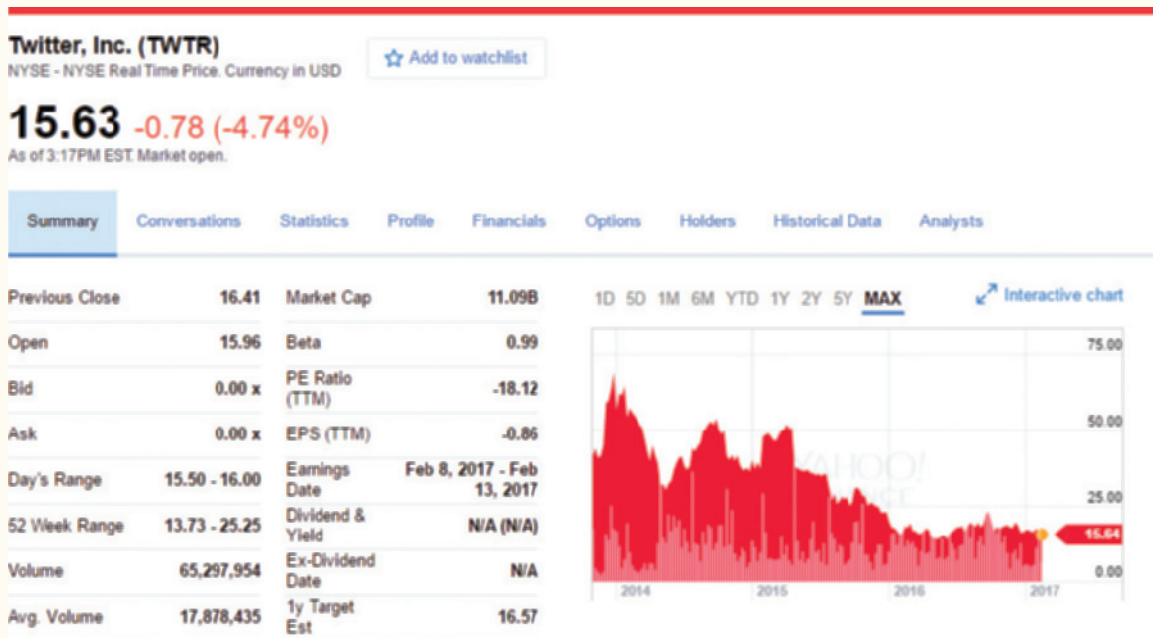 Twitter, Inc. (TWTR)
NYSE - NYSE Real Time Price. Currency in USD
Add to watchlist
15.63 -0.78 (-4.74%)
As of 3:17PM EST. Market open.
Summary Conversations Statistics Profile Financials Options Holders Historical Data Analysts
Previous Close 16.41
Open 15.96
Bid 0.00 x
Ask 0.00 x
Day's Range 15.50 - 16.00
52 Week Range 13.73 - 25.25
Volume 65,297,954
Avg. Volume 17,878,435
Market Cap 11.09B
Beta 0.99
PE Ratio
(TTM) -18.12
EPS (TTM) -0.86
Earnings
Date
Feb 8, 2017 - Feb
13, 2017
Dividend &
Yield
N/A (N/A)
Ex-Dividend
Date
N/A
1y Target
Est
16.57
1D 5D 1M 6M YTD 1Y 2Y 5Y MAX
Interactive chart
75.00
50.00
YAHOO!
FINANCE
25.00
15.64
0.00
2014 2015 2016 2017